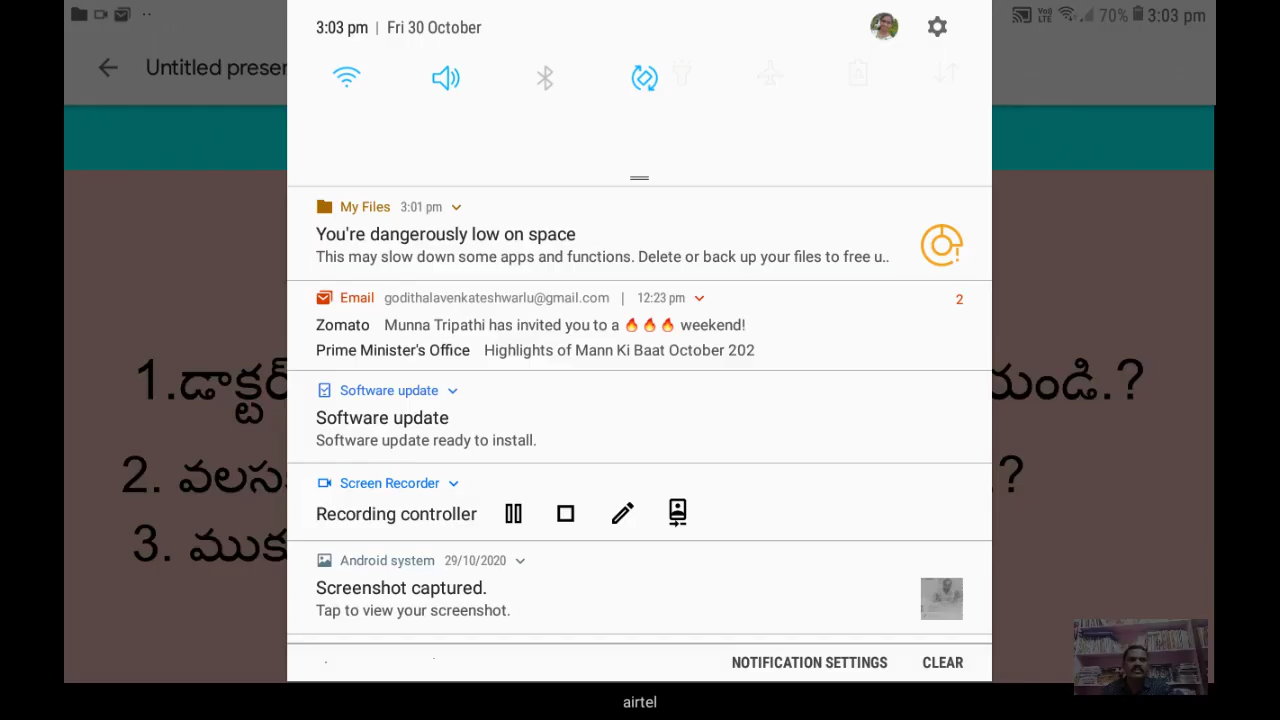 3:03 pm | Fri 30 October
70% 3:03 pm
Untitled presen
My Files 3:01 pm
You're dangerously low on space
This may slow down some apps and functions. Delete or back up your files to free u..
Email godithalavenkateshwarlu@gmail.com | 12:23 pm 2
Zomato Munna Tripathi has invited you to a 🔥🔥🔥 weekend!
Prime Minister's Office Highlights of Mann Ki Baat October 202
Software update
Software update
Software update ready to install.
Screen Recorder
Recording controller
Android system 29/10/2020
Screenshot captured.
Tap to view your screenshot.
NOTIFICATION SETTINGS CLEAR
1.డాక్టర్ రుండి.?
2. వలస .?
3. ముక
airtel